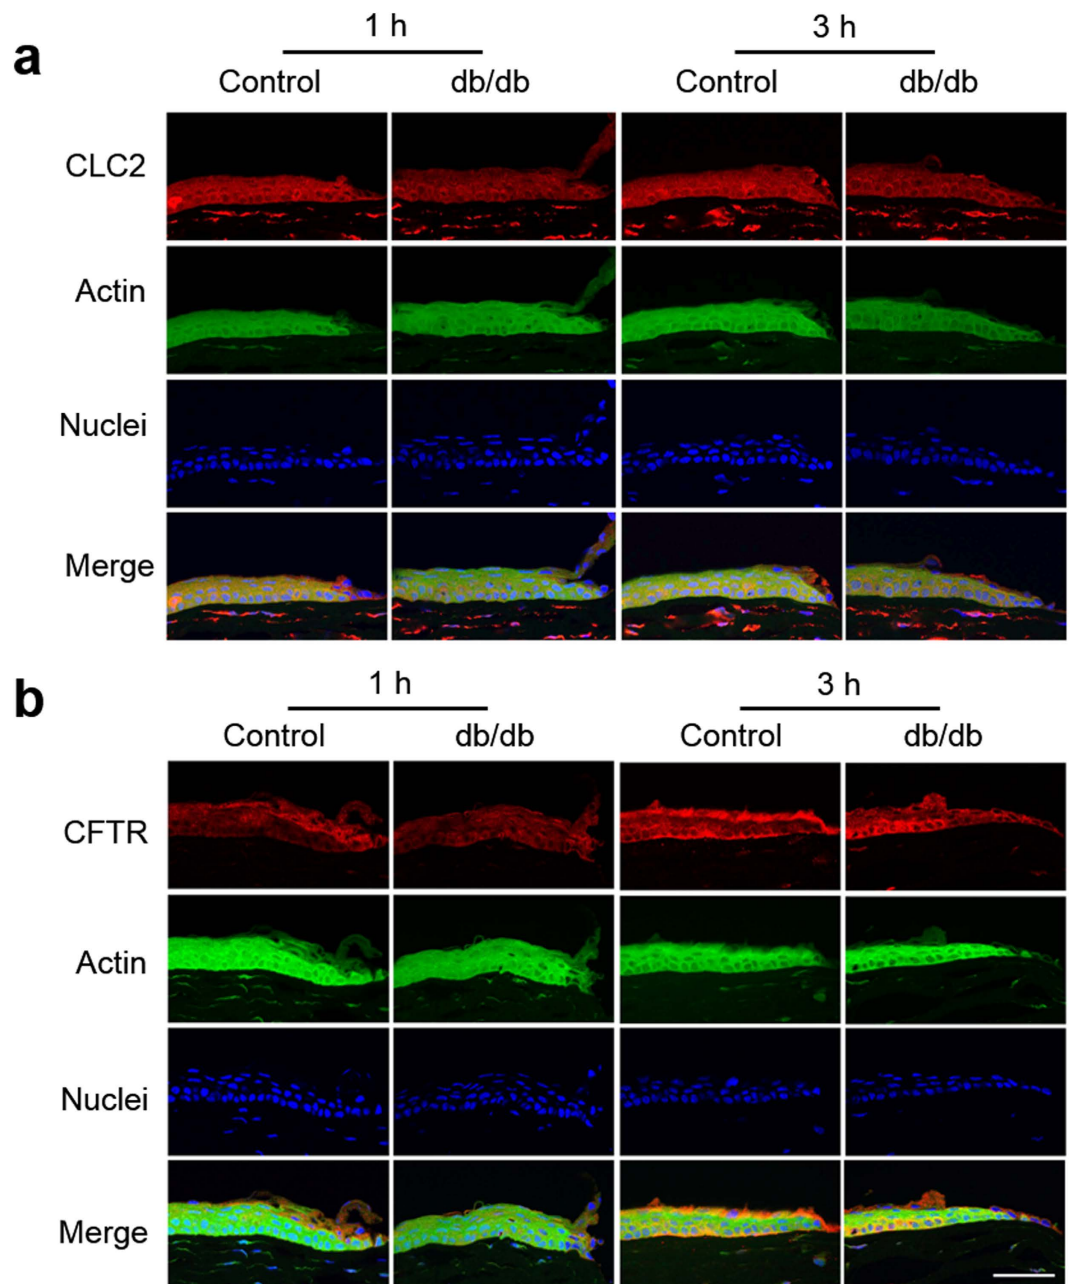 a
1 h 3 h
Control db/db Control db/db
CLC2
Actin
Nuclei
Merge
b
1 h 3 h
Control db/db Control db/db
CFTR
Actin
Nuclei
Merge